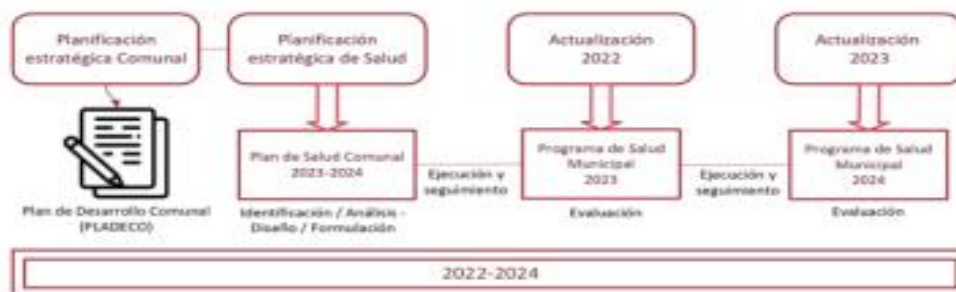 Planificación
estratégica Comunal
Planificación
estratégica de Salud
Actualización
2022
Actualización
2023
Plan de Desarrollo Comunal
(PLADECO)
Plan de Salud Comunal
2023-2024
Identificación / Análisis -
Diseño / Formulación
Ejecución y
seguimiento
Programa de Salud
Municipal
2023
Evaluación
Ejecución y
seguimiento
Programa de Salud
Municipal
2024
Evaluación
2022-2024